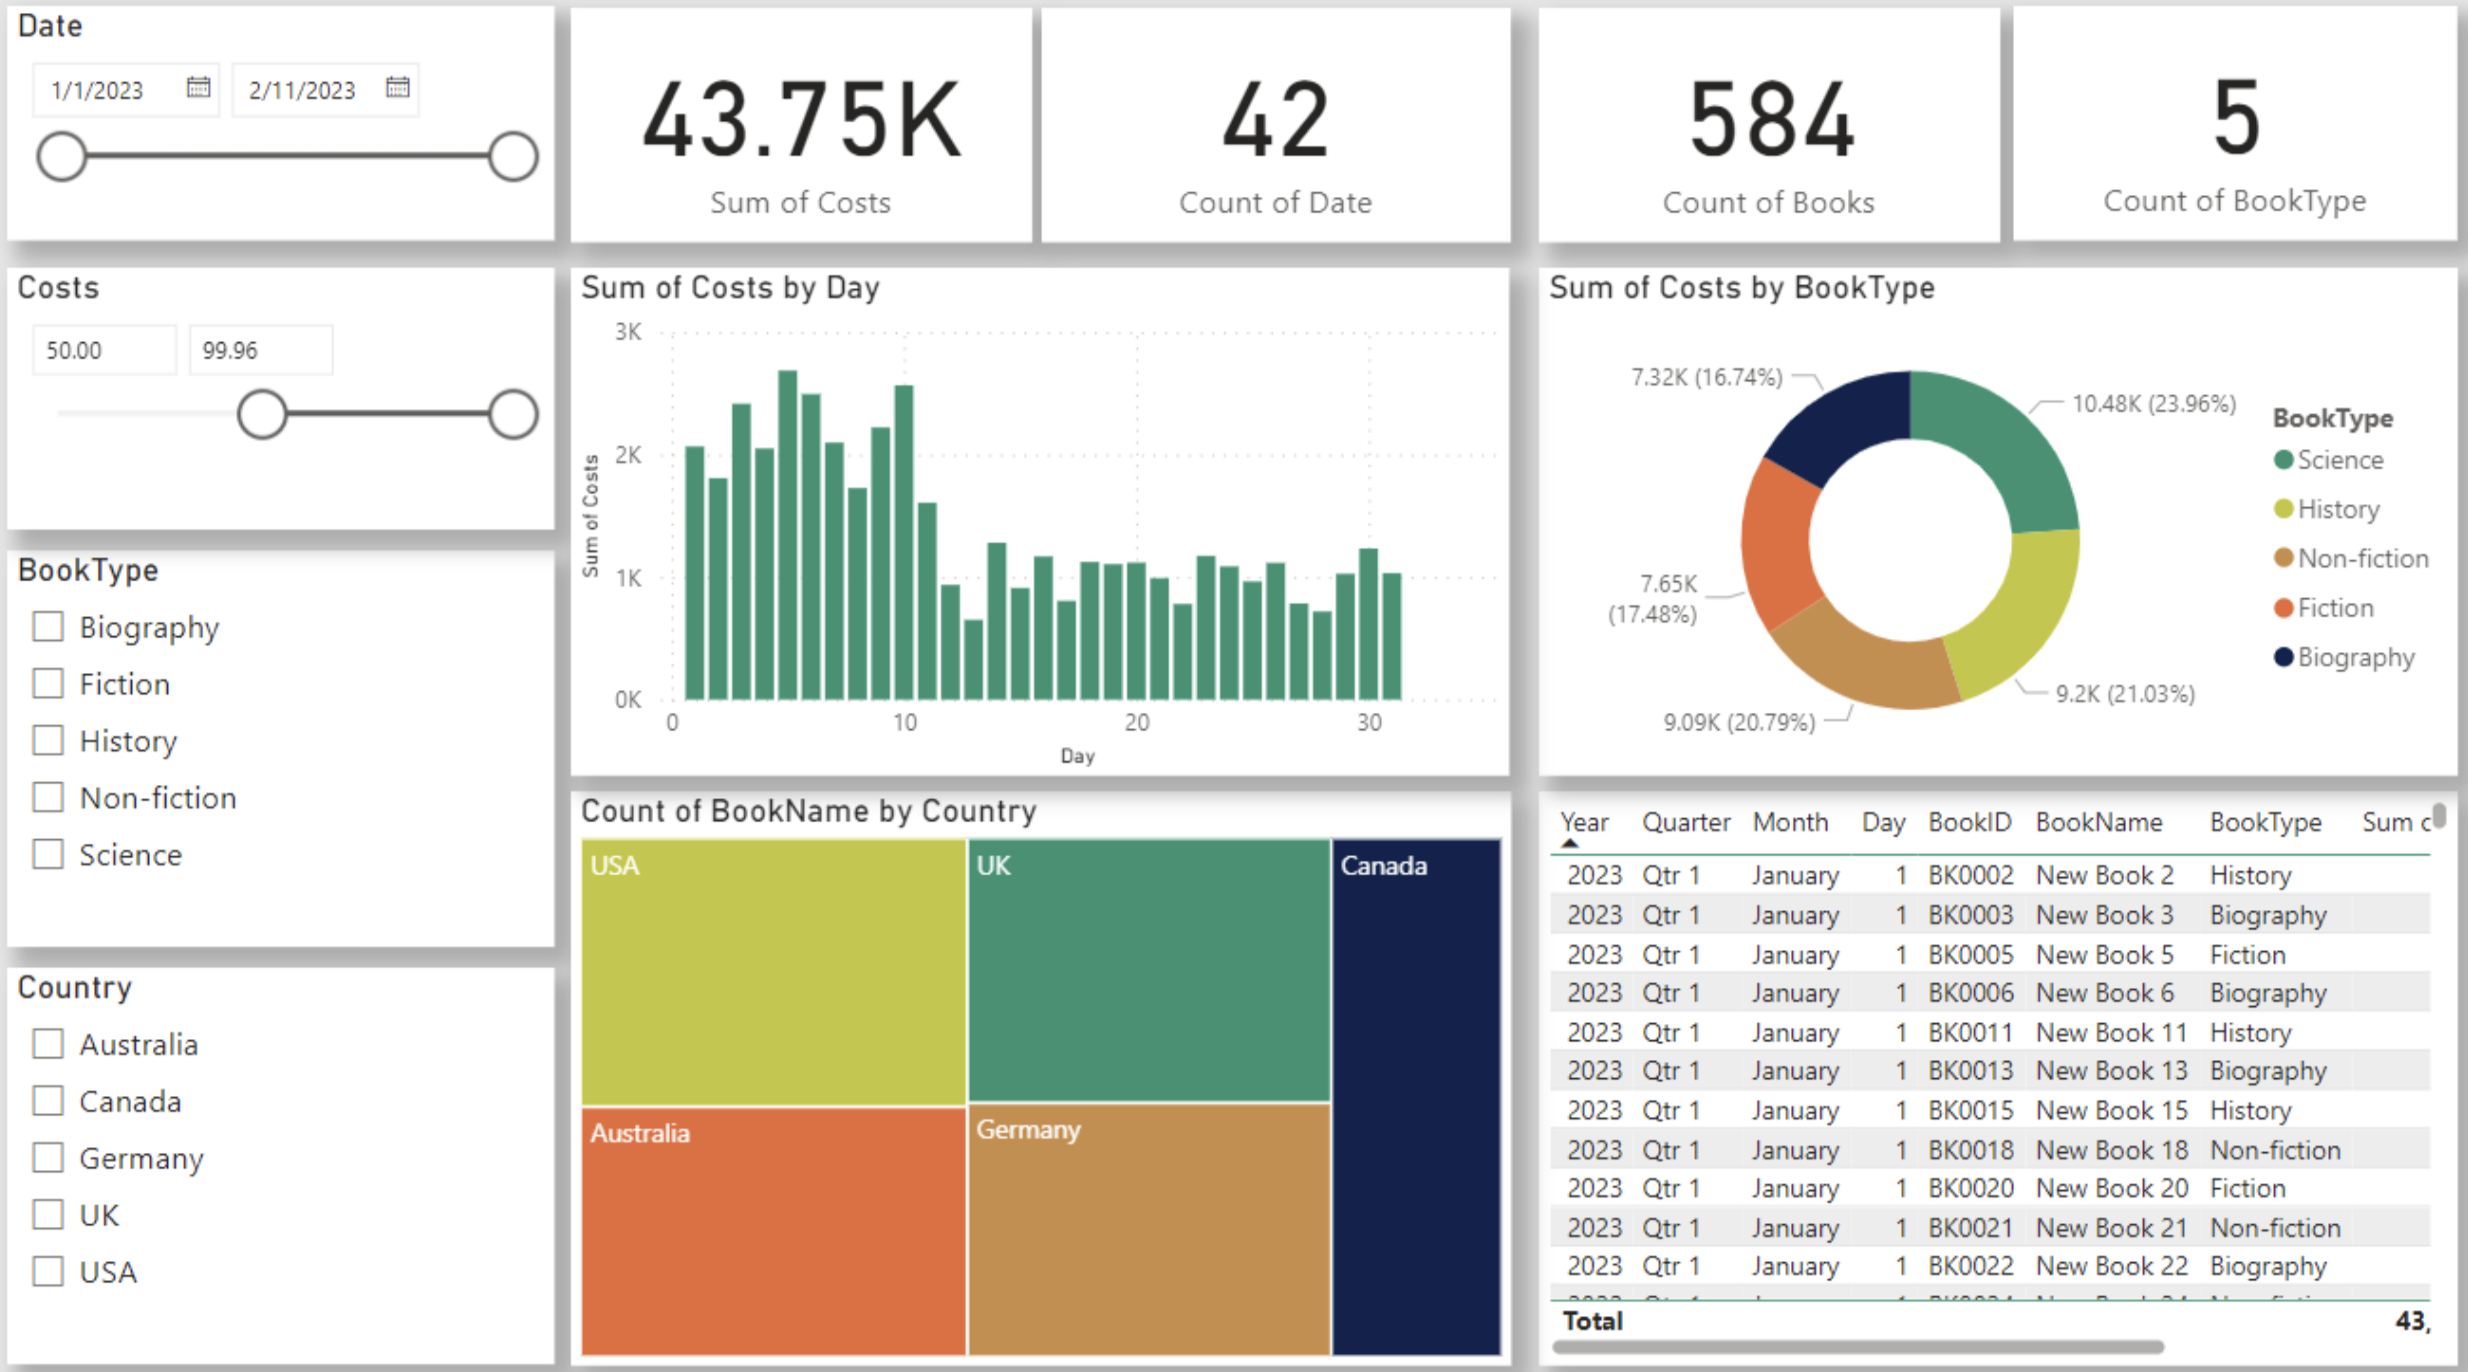 Date
1/1/2023 2/11/2023
43.75K
Sum of Costs
42
Count of Date
584
Count of Books
5
Count of BookType
Costs
50.00 99.96
BookType
Biography
Fiction
History
Non-fiction
Science
Country
Australia
Canada
Germany
UK
USA
Sum of Costs by Day
Sum of Costs
3K
2K
1K
0K
0 10 20 30
Day
Sum of Costs by BookType
7.32K (16.74%)
10.48K (23.96%)
7.65K
(17.48%)
9.09K (20.79%)
9.2K (21.03%)
BookType
Science
History
Non-fiction
Fiction
Biography
Count of BookName by Country
USA
UK
Canada
Australia
Germany
Year Quarter Month Day BookID BookName BookType Sum
2023 Qtr 1 January 1 BK0002 New Book 2 History
2023 Qtr 1 January 1 BK0003 New Book 3 Biography
2023 Qtr 1 January 1 BK0005 New Book 5 Fiction
2023 Qtr 1 January 1 BK0006 New Book 6 Biography
2023 Qtr 1 January 1 BK0011 New Book 11 History
2023 Qtr 1 January 1 BK0013 New Book 13 Biography
2023 Qtr 1 January 1 BK0015 New Book 15 History
2023 Qtr 1 January 1 BK0018 New Book 18 Non-fiction
2023 Qtr 1 January 1 BK0020 New Book 20 Fiction
2023 Qtr 1 January 1 BK0021 New Book 21 Non-fiction
2023 Qtr 1 January 1 BK0022 New Book 22 Biography
Total 43,